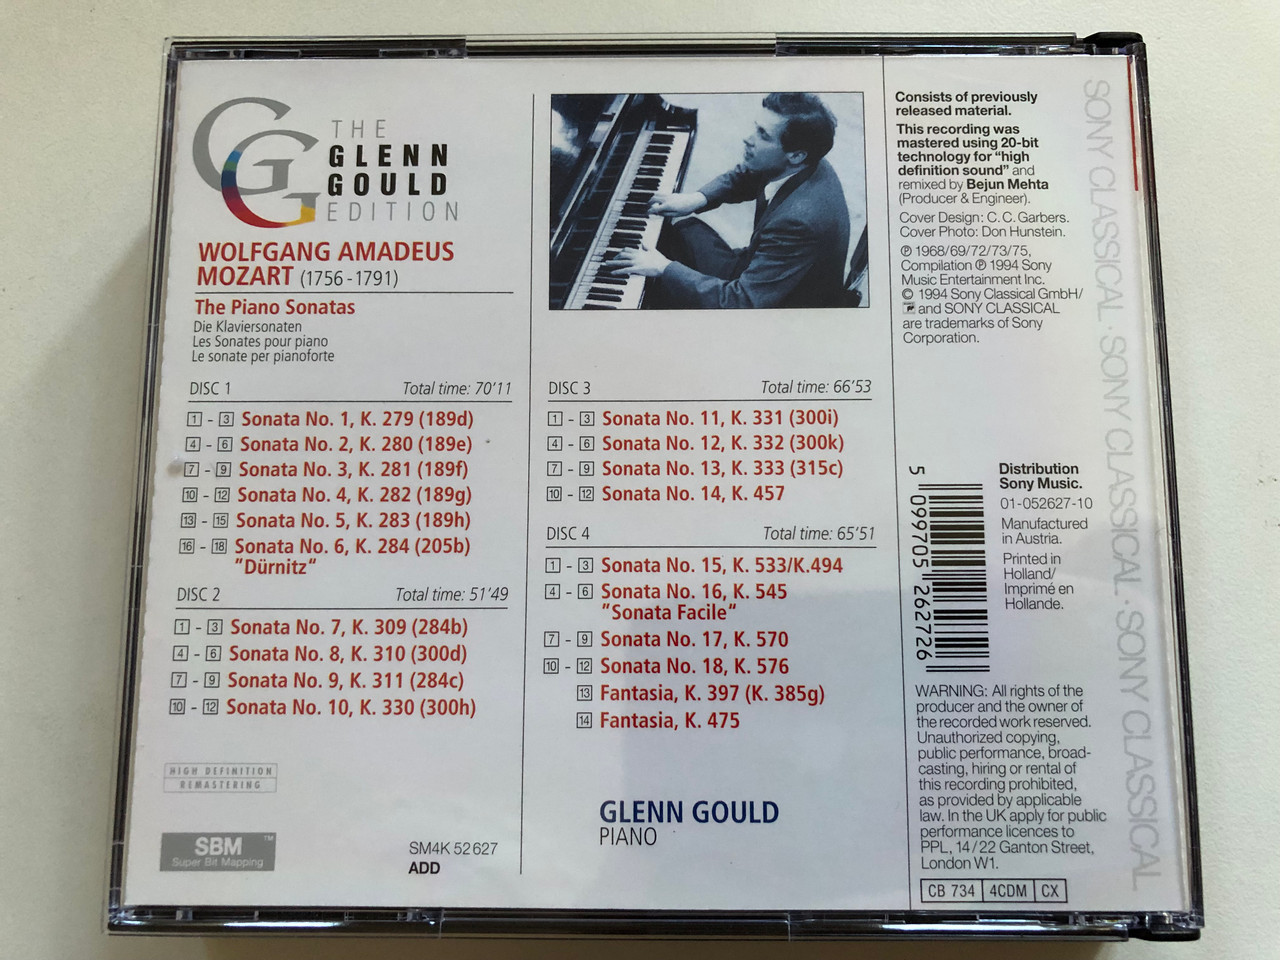 THE
GLENN
GOULD
EDITION
WOLFGANG AMADEUS
MOZART (1756-1791)
The Piano Sonatas
Die Klaviersonaten
Les Sonates pour piano
Le sonate per pianoforte
DISC 1 Total time: 70'11
1 - 3 Sonata No. 1, K. 279 (189d)
4 - 6 Sonata No. 2, K. 280 (189e)
7 - 9 Sonata No. 3, K. 281 (189f)
10 - 12 Sonata No. 4, K. 282 (189g)
13 - 15 Sonata No. 5, K. 283 (189h)
16 - 18 Sonata No. 6, K. 284 (205b)
"Dürnitz"
DISC 2 Total time: 51'49
1 - 3 Sonata No. 7, K. 309 (284b)
4 - 6 Sonata No. 8, K. 310 (300d)
7 - 9 Sonata No. 9, K. 311 (284c)
10 - 12 Sonata No. 10, K. 330 (300h)
HIGH DEFINITION
REMASTERING
SBM™
Super Bit Mapping
SM4K 52627
ADD
DISC 3 Total time: 66'53
1 - 3 Sonata No. 11, K. 331 (300i)
4 - 6 Sonata No. 12, K. 332 (300k)
7 - 9 Sonata No. 13, K. 333 (315c)
10 - 12 Sonata No. 14, K. 457
DISC 4 Total time: 65'51
1 - 3 Sonata No. 15, K. 533/K.494
4 - 6 Sonata No. 16, K. 545
"Sonata Facile"
7 - 9 Sonata No. 17, K. 570
10 - 12 Sonata No. 18, K. 576
13 Fantasia, K. 397 (K. 385g)
14 Fantasia, K. 475
GLENN GOULD
PIANO
Consists of previously
released material.
This recording was
mastered using 20-bit
technology for "high
definition sound" and
remixed by Bejun Mehta
(Producer & Engineer).
Cover Design: C. C. Garbers.
Cover Photo: Don Hunstein.
℗ 1968/69/72/73/75,
Compilation ℗ 1994 Sony
Music Entertainment Inc.
© 1994 Sony Classical GmbH/
and SONY CLASSICAL
are trademarks of Sony
Corporation.
5 099705 262726
Distribution
Sony Music.
01-052627-10
Manufactured
in Austria.
Printed in
Holland/
Imprimé en
Hollande.
WARNING: All rights of the
producer and the owner of
the recorded work reserved.
Unauthorized copying,
public performance, broad-
casting, hiring or rental of
this recording prohibited,
as provided by applicable
law. In the UK apply for public
performance licences to
PPL, 14/22 Ganton Street,
London W1.
CB 734 4CDM CX
SONY CLASSICAL · SONY CLASSICAL · SONY CLASSICAL